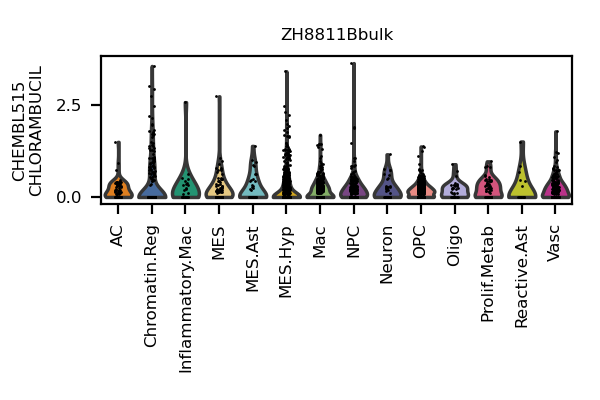 ZH8811Bbulk
CHEMBL515
CHLORAMBUCIL
2.5
0.0
AC
Chromatin.Reg
Inflammatory.Mac
MES
MES.Ast
MES.Hyp
Mac
NPC
Neuron
OPC
Oligo
Prolif.Metab
Reactive.Ast
Vasc